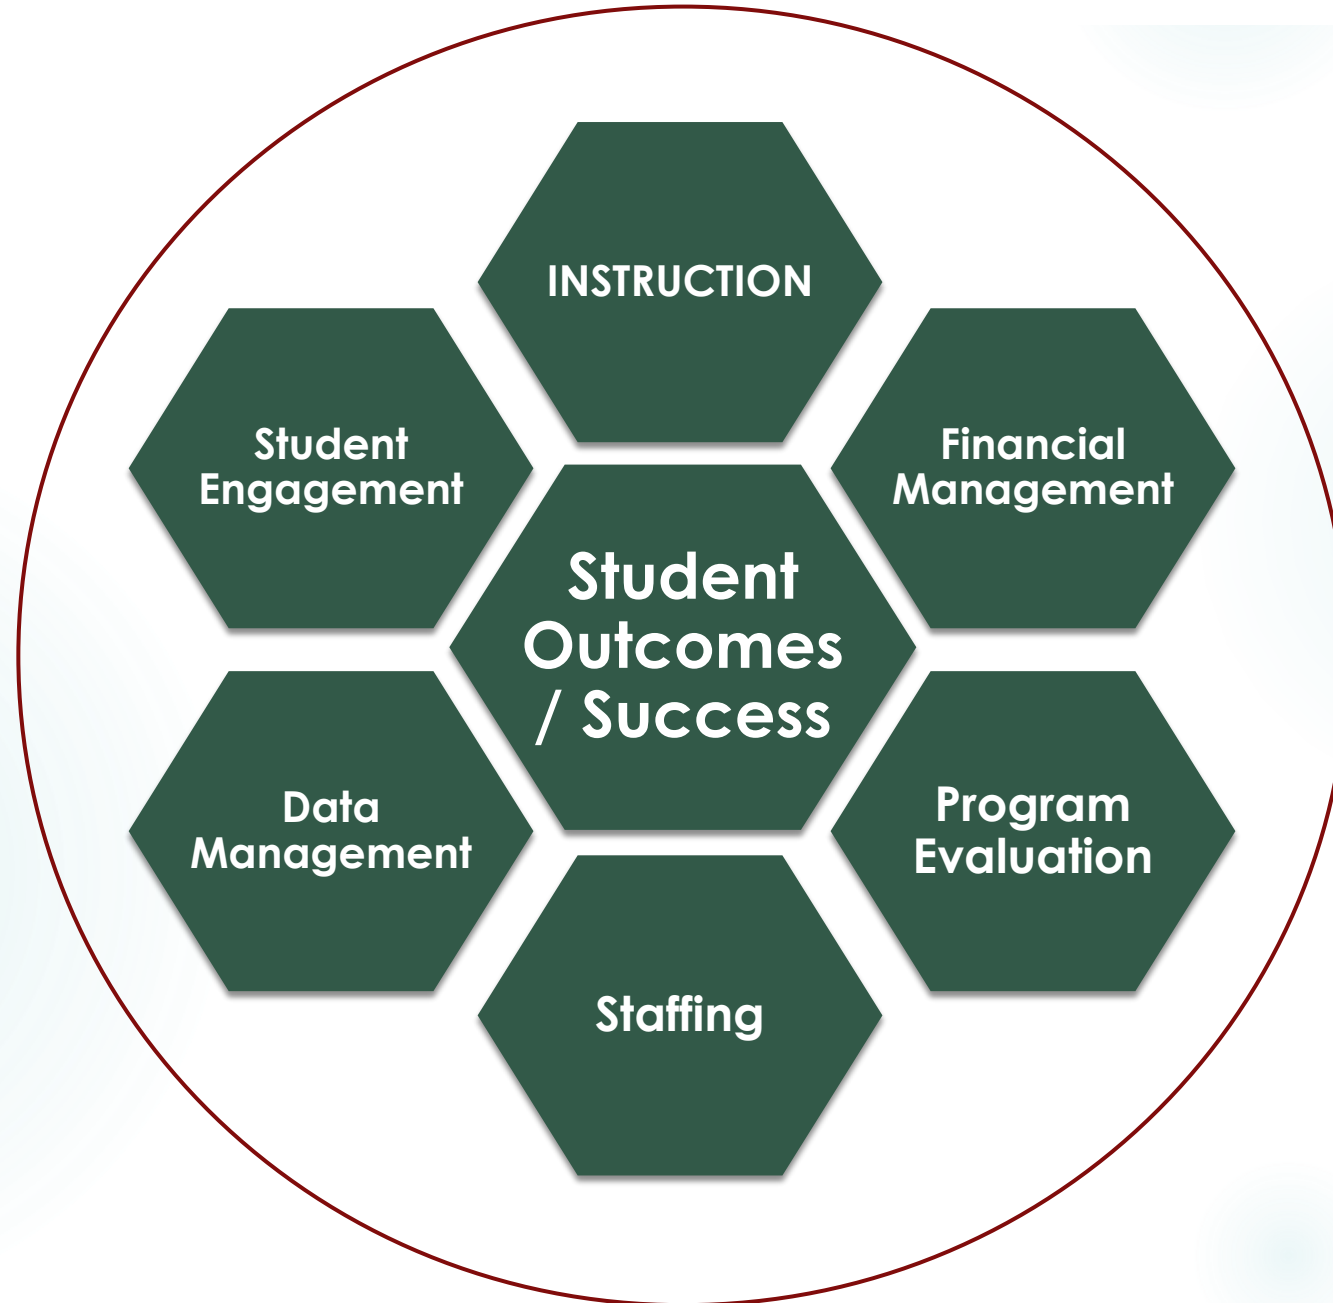 INSTRUCTION
Student
Engagement
Financial
Management
Student
Outcomes
/ Success
Data
Management
Program
Evaluation
Staffing